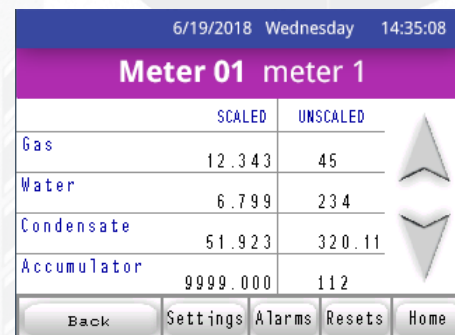 6/19/2018 Wednesday 14:35:08
Meter 01 meter 1
SCALED UNSCALED
Gas
12.343 45
Water
6.799 234
Condensate
51.923 320.11
Accumulator
9999.000 112
Back Settings Alarms Resets Home